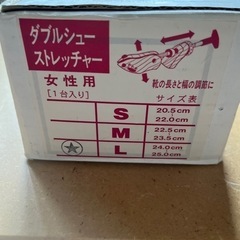 ダブルシュー
ストレッチャー
女性用
[1台入り]
靴の長さと幅の調節に
サイズ表
S 20.5cm
22.0cm
M 22.5cm
23.5cm
L 24.0cm
25.0cm